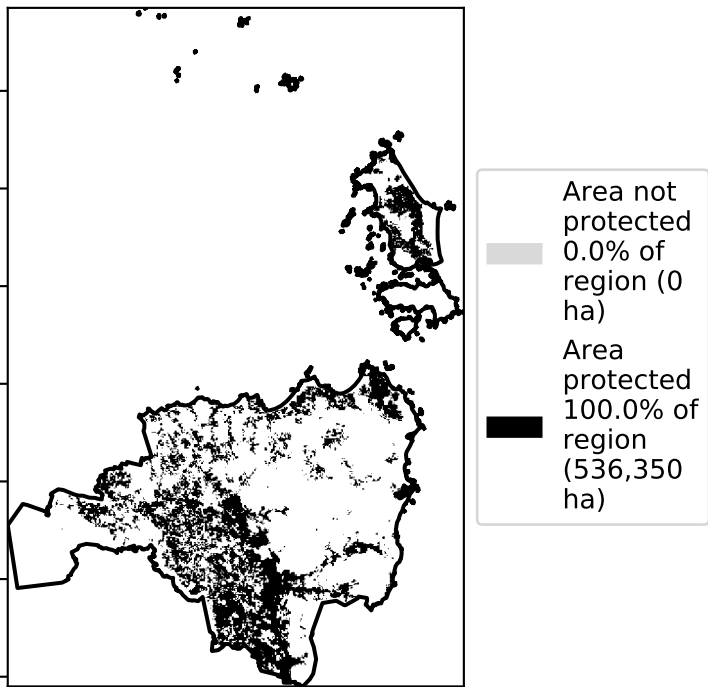 Area not
protected
0.0% of
region (0
ha)
Area
protected
100.0% of
region
(536,350
ha)